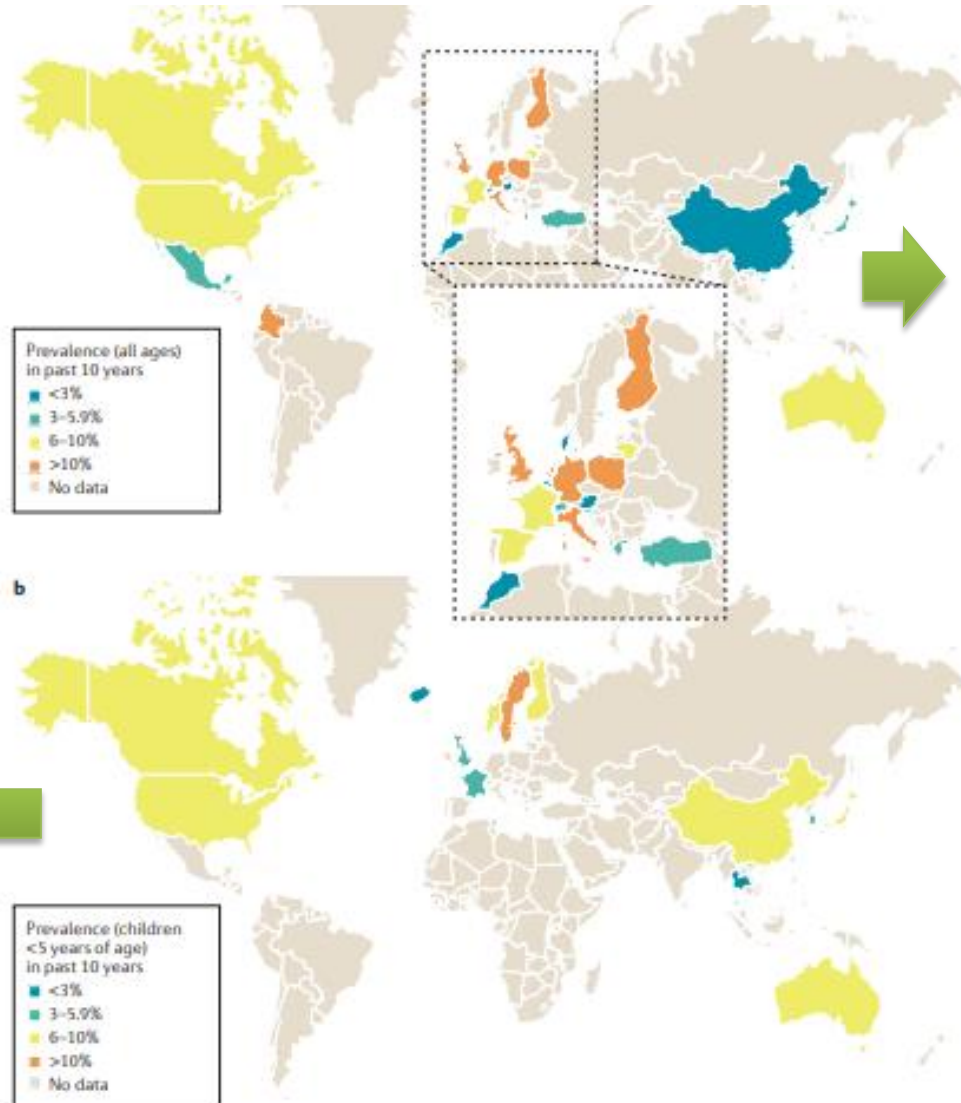 Prevalence (all ages)
in past 10 years
<3%
3–5.9%
6–10%
>10%
No data
b
Prevalence (children
<5 years of age)
in past 10 years
<3%
3–5.9%
6–10%
>10%
No data